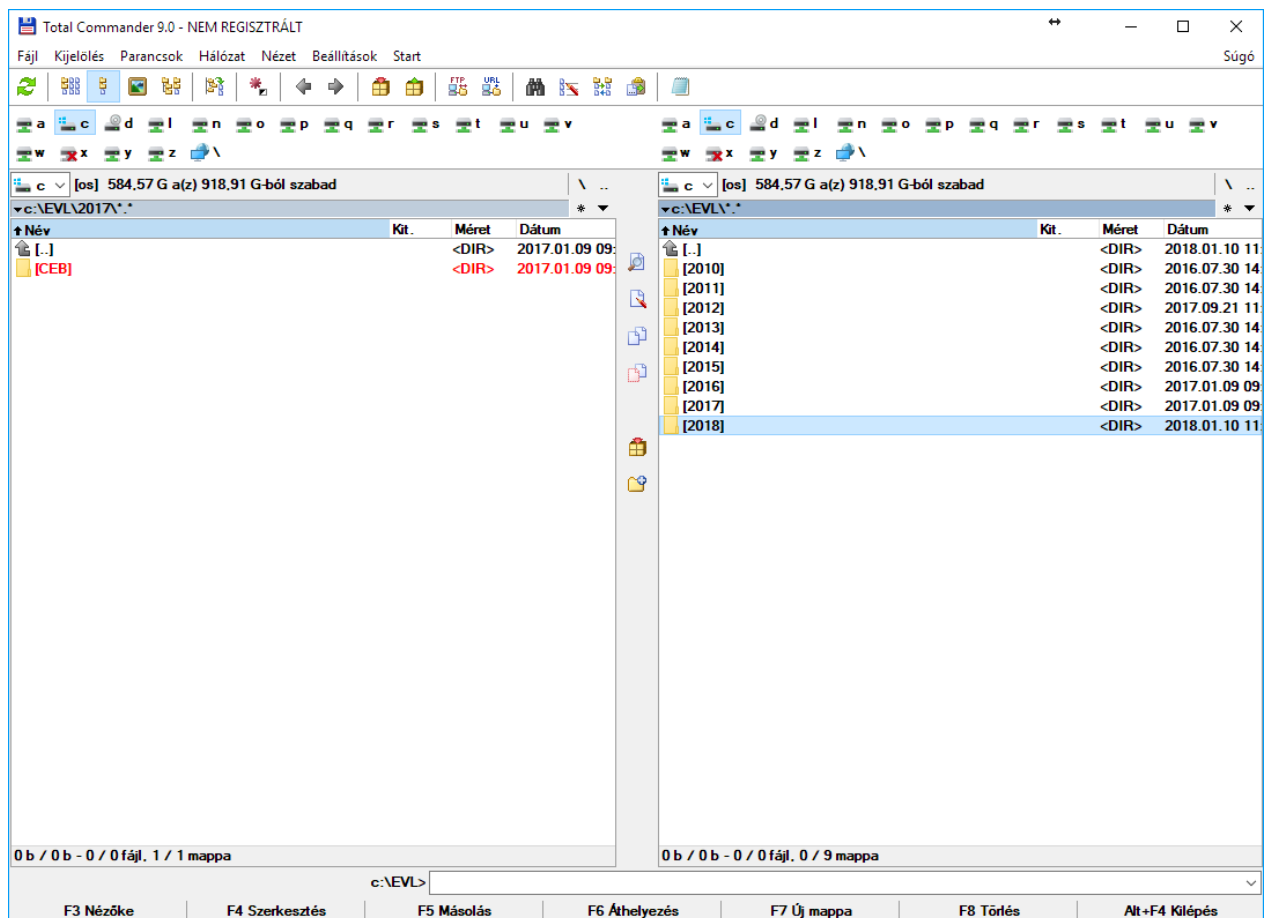 Total Commander 9.0 - NEM REGISZTRÁLT
Fájl Kijelölés Parancsok Hálózat Nézet Beállítások Start Súgó
FTP URL
a c d l n o p q r s t u v a c d l n o p q r s t u v
w x y z \ w x y z \
c [os] 584,57 G a(z) 918,91 G-ból szabad \ .. c [os] 584,57 G a(z) 918,91 G-ból szabad \ ..
c:\EVL\2017\*.* * c:\EVL\*.* *
Név Kit. Méret Dátum Név Kit. Méret Dátum
[..] <DIR> 2017.01.09 09: [..] <DIR> 2018.01.10 11:
[CEB] <DIR> 2017.01.09 09: [2010] <DIR> 2016.07.30 14:
[2011] <DIR> 2016.07.30 14:
[2012] <DIR> 2017.09.21 11:
[2013] <DIR> 2016.07.30 14:
[2014] <DIR> 2016.07.30 14:
[2015] <DIR> 2016.07.30 14:
[2016] <DIR> 2017.01.09 09:
[2017] <DIR> 2017.01.09 09:
[2018] <DIR> 2018.01.10 11:
0 b / 0 b - 0 / 0 fájl, 1 / 1 mappa 0 b / 0 b - 0 / 0 fájl, 0 / 9 mappa
c:\EVL>
F3 Nézőke F4 Szerkesztés F5 Másolás F6 Áthelyezés F7 Új mappa F8 Törlés Alt+F4 Kilépés